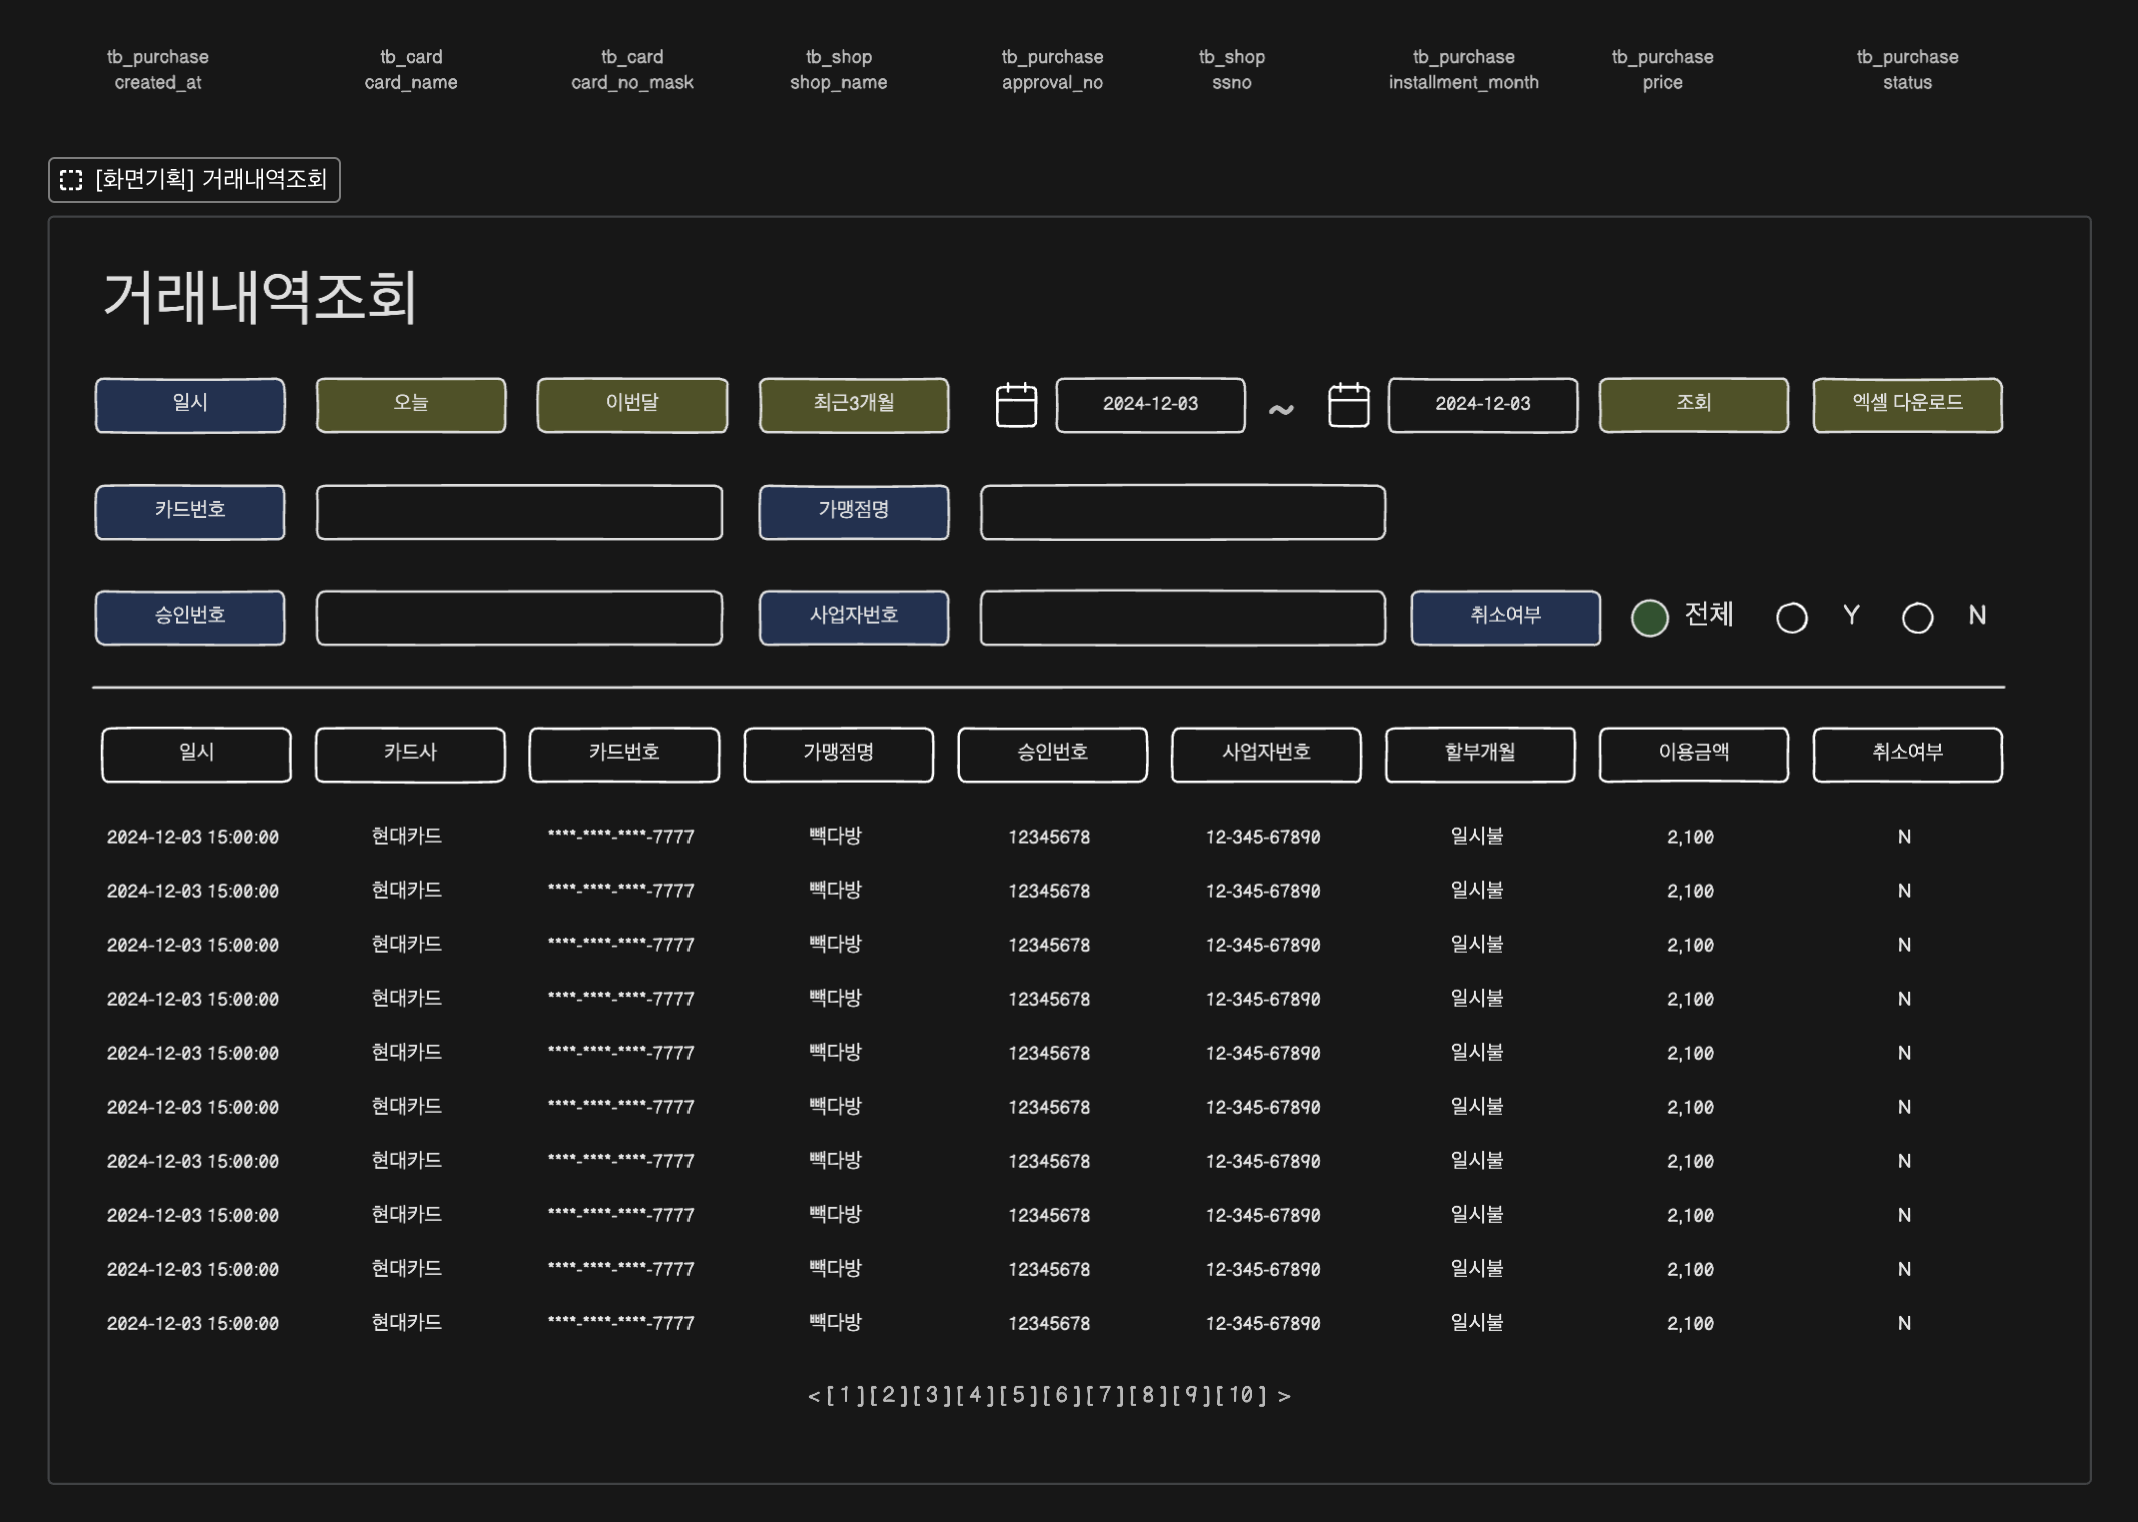 tb_purchase tb_card tb_card tb_shop tb_purchase tb_shop tb_purchase tb_purchase tb_purchase
created_at card_name card_no_mask shop_name approval_no ssno installment_month price status
[화면기획] 거래내역조회
거래내역조회
일시 오늘 이번달 최근3개월 2024-12-03 ~ 2024-12-03 조회 엑셀 다운로드
카드번호 가맹점명
승인번호 사업자번호 취소여부 전체 Y N
일시 카드사 카드번호 가맹점명 승인번호 사업자번호 할부개월 이용금액 취소여부
2024-12-03 15:00:00 현대카드 ****-****-****-7777 빽다방 12345678 12-345-67890 일시불 2,100 N
2024-12-03 15:00:00 현대카드 ****-****-****-7777 빽다방 12345678 12-345-67890 일시불 2,100 N
2024-12-03 15:00:00 현대카드 ****-****-****-7777 빽다방 12345678 12-345-67890 일시불 2,100 N
2024-12-03 15:00:00 현대카드 ****-****-****-7777 빽다방 12345678 12-345-67890 일시불 2,100 N
2024-12-03 15:00:00 현대카드 ****-****-****-7777 빽다방 12345678 12-345-67890 일시불 2,100 N
2024-12-03 15:00:00 현대카드 ****-****-****-7777 빽다방 12345678 12-345-67890 일시불 2,100 N
2024-12-03 15:00:00 현대카드 ****-****-****-7777 빽다방 12345678 12-345-67890 일시불 2,100 N
2024-12-03 15:00:00 현대카드 ****-****-****-7777 빽다방 12345678 12-345-67890 일시불 2,100 N
2024-12-03 15:00:00 현대카드 ****-****-****-7777 빽다방 12345678 12-345-67890 일시불 2,100 N
2024-12-03 15:00:00 현대카드 ****-****-****-7777 빽다방 12345678 12-345-67890 일시불 2,100 N
< [ 1 ] [ 2 ] [ 3 ] [ 4 ] [ 5 ] [ 6 ] [ 7 ] [ 8 ] [ 9 ] [ 10 ] >